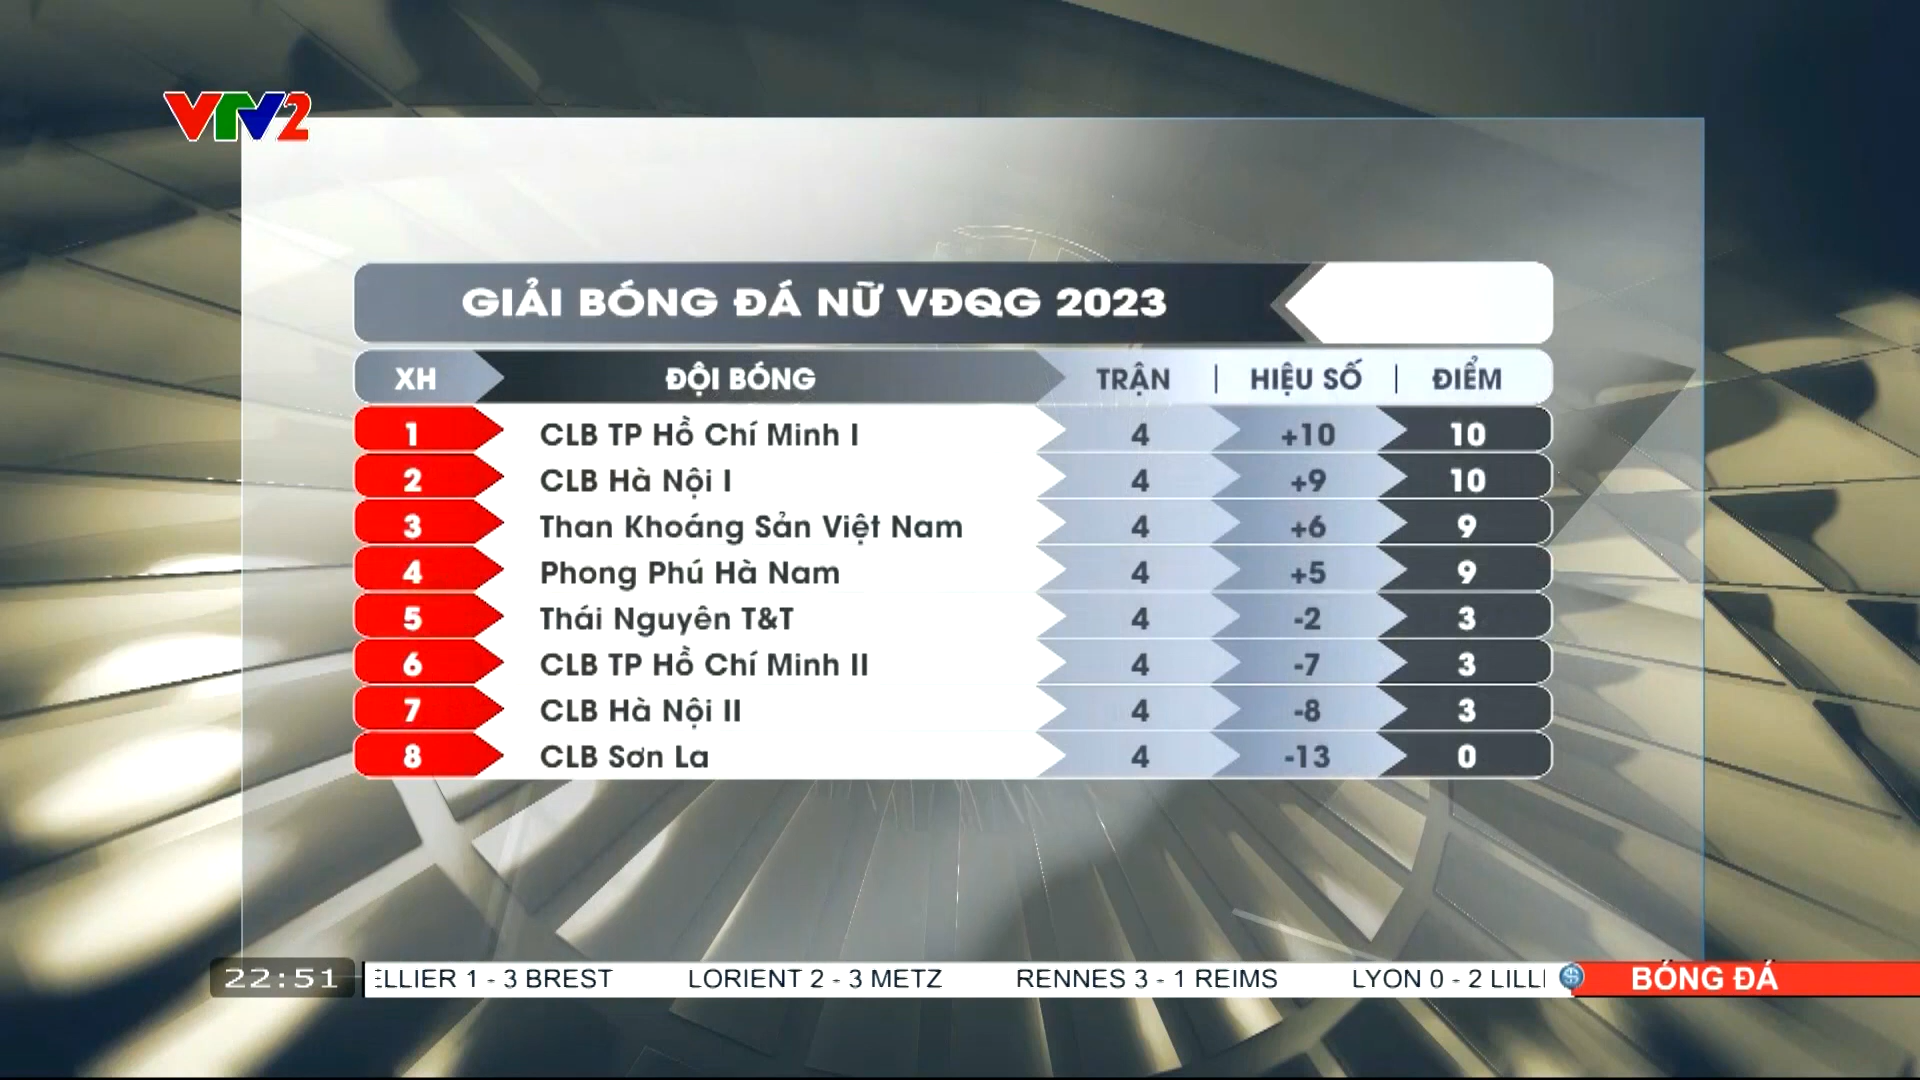 VTV2
GIẢI BÓNG ĐÁ NỮ VĐQG 2023
XH ĐỘI BÓNG TRẬN | HIỆU SỐ | ĐIỂM
1 CLB TP Hồ Chí Minh I 4 +10 10
2 CLB Hà Nội I 4 +9 10
3 Than Khoáng Sản Việt Nam 4 +6 9
4 Phong Phú Hà Nam 4 +5 9
5 Thái Nguyên T&T 4 -2 3
6 CLB TP Hồ Chí Minh II 4 -7 3
7 CLB Hà Nội II 4 -8 3
8 CLB Sơn La 4 -13 0
22:51 ELLIER 1 - 3 BREST LORIENT 2 - 3 METZ RENNES 3 - 1 REIMS LYON 0 - 2 LILLI BÓNG ĐÁ